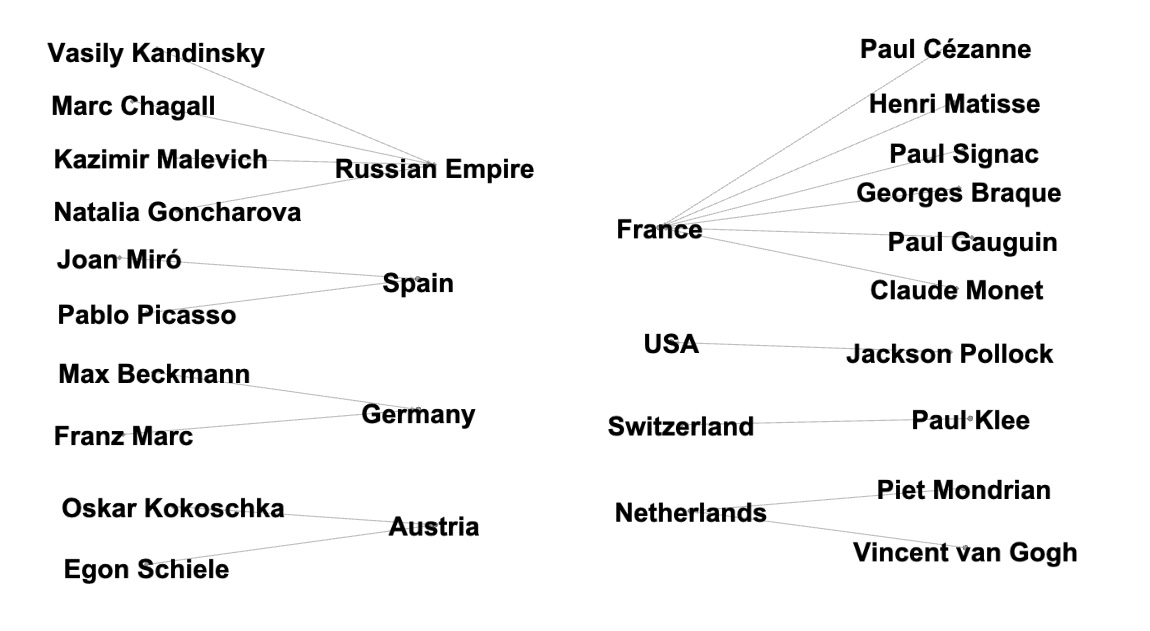 Vasily Kandinsky
Marc Chagall
Kazimir Malevich
Russian Empire
Natalia Goncharova
Joan Miró
Spain
Pablo Picasso
Max Beckmann
Germany
Franz Marc
Oskar Kokoschka
Austria
Egon Schiele
Paul Cézanne
Henri Matisse
Paul Signac
Georges Braque
France
Paul Gauguin
Claude Monet
USA
Jackson Pollock
Switzerland
Paul Klee
Piet Mondrian
Netherlands
Vincent van Gogh